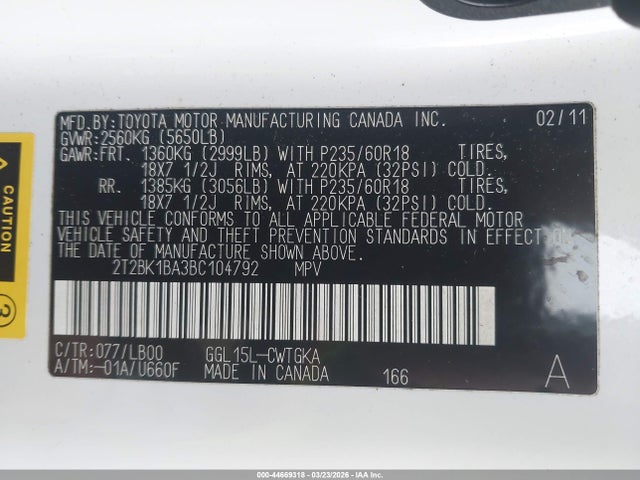 MFD.BY:TOYOTA MOTOR MANUFACTURING CANADA INC. 02/11
GVWR:2560KG (5650LB)
GAWR:FRT. 1360KG (2999LB) WITH P235/60R18 TIRES,
18X7 1/2J RIMS, AT 220KPA (32PSI) COLD.
RR. 1385KG (3056LB) WITH P235/60R18 TIRES,
18X7 1/2J RIMS, AT 220KPA (32PSI) COLD.
THIS VEHICLE CONFORMS TO ALL APPLICABLE FEDERAL MOTOR
VEHICLE SAFETY AND THEFT PREVENTION STANDARDS IN EFFECT ON
THE DATE OF MANUFACTURE SHOWN ABOVE.
2T2BK1BA3BC104792 MPV
C/TR:077/LB00 GGL15L-CWTGKA
A/TM:-01A/U660F MADE IN CANADA 166 A
CAUTION
3
000-44669318 - 03/23/2026 - IAA Inc.